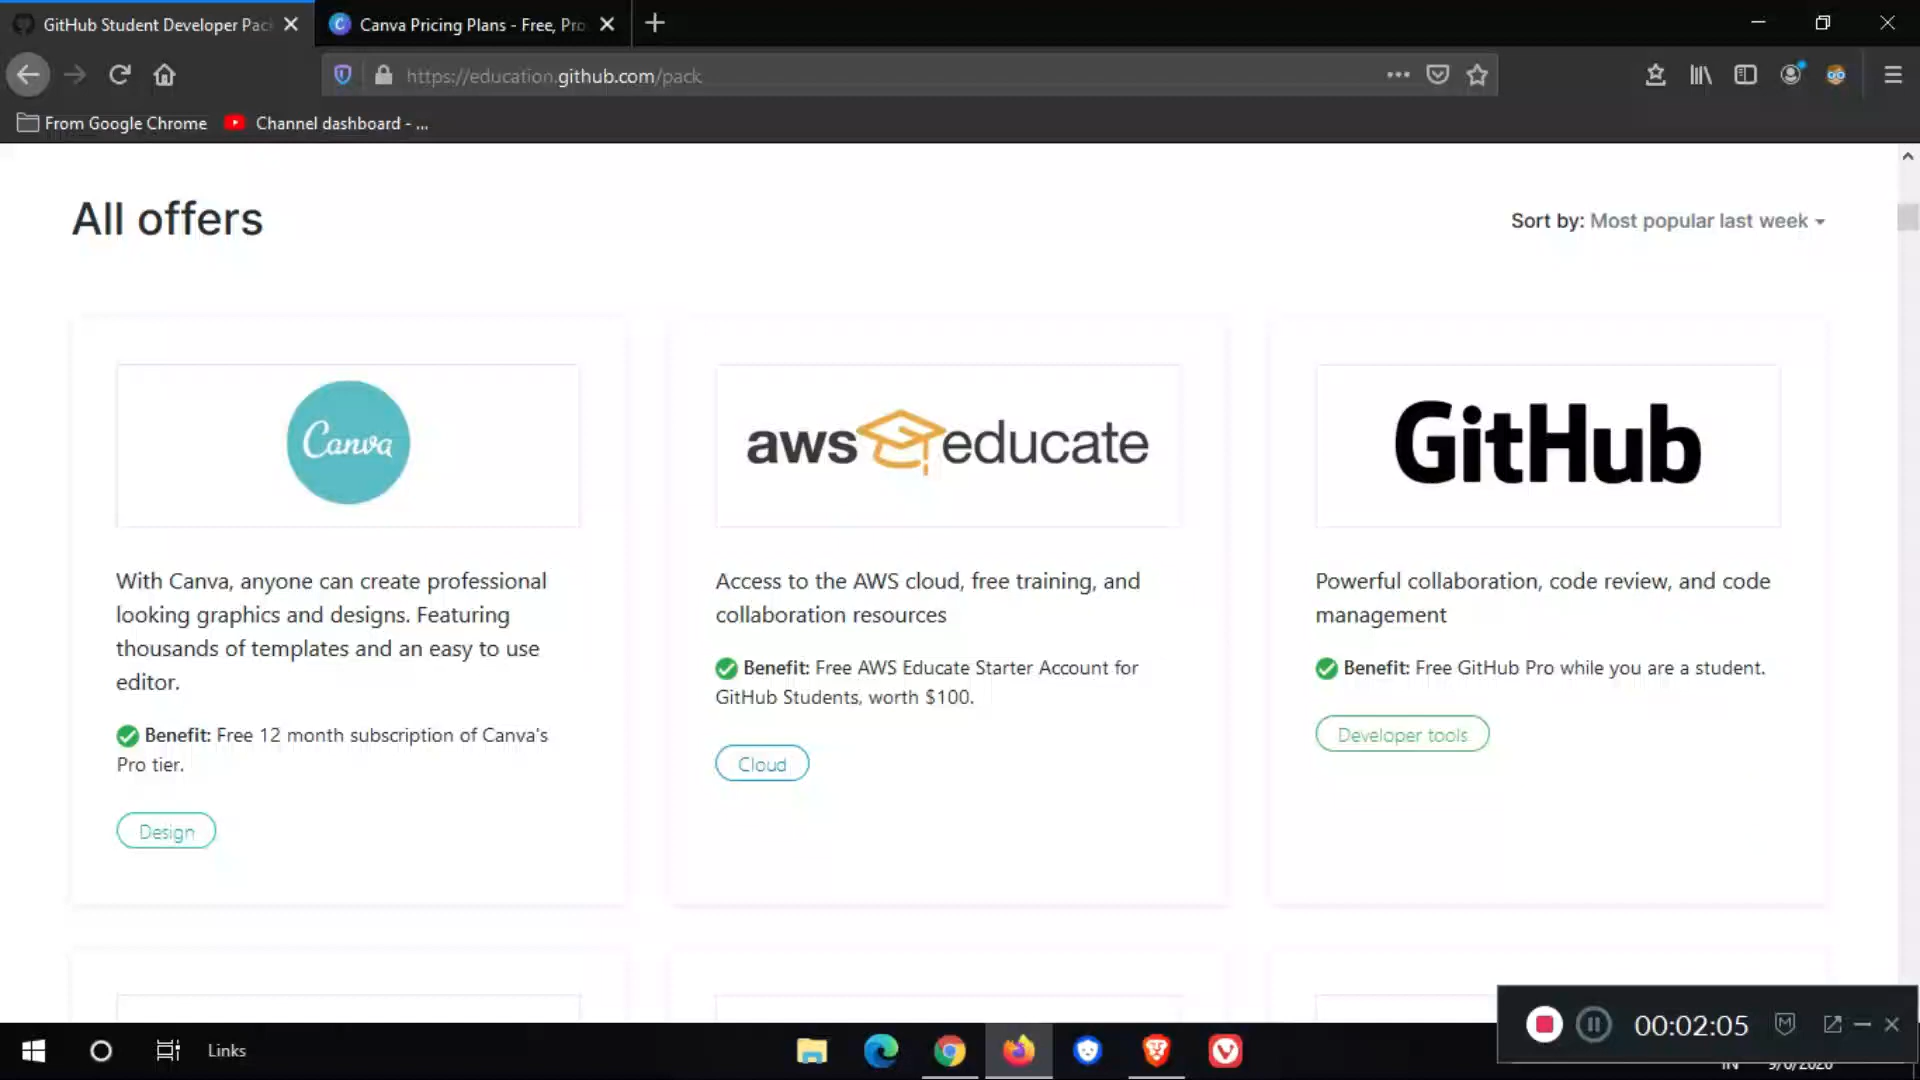 GitHub Student Developer Pac
Canva Pricing Plans - Free, Pro
https://education.github.com/pack
From Google Chrome
Channel dashboard - ...
All offers
Sort by: Most popular last week
Canva
aws educate
GitHub
With Canva, anyone can create professional
looking graphics and designs. Featuring
thousands of templates and an easy to use
editor.
Benefit: Free 12 month subscription of Canva's
Pro tier.
Design
Access to the AWS cloud, free training, and
collaboration resources
Benefit: Free AWS Educate Starter Account for
GitHub Students, worth $100.
Cloud
Powerful collaboration, code review, and code
management
Benefit: Free GitHub Pro while you are a student.
Developer tools
00:02:05
Links
IN